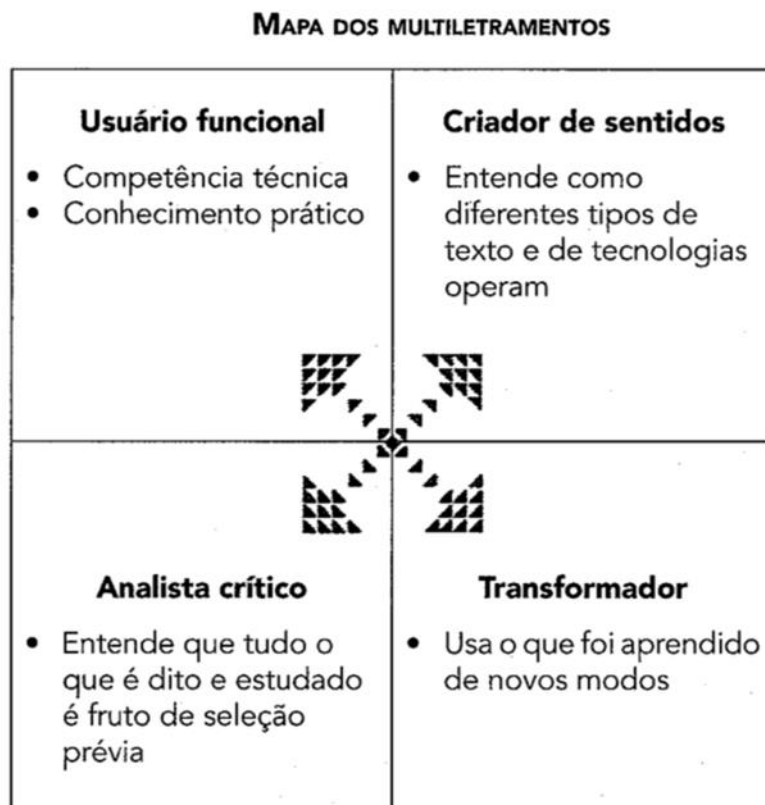 MAPA DOS MULTILETRAMENTOS
Usuário funcional
• Competência técnica
• Conhecimento prático
Criador de sentidos
• Entende como
diferentes tipos de
texto e de tecnologias
operam
Analista crítico
• Entende que tudo o
que é dito e estudado
é fruto de seleção
prévia
Transformador
• Usa o que foi aprendido
de novos modos